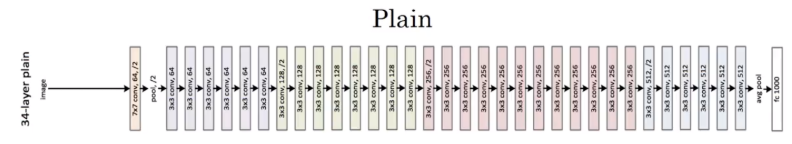 Plain
34-layer plain
image
7x7 conv, 64, /2
pool, /2
3x3 conv, 64
3x3 conv, 64
3x3 conv, 64
3x3 conv, 64
3x3 conv, 64
3x3 conv, 64
3x3 conv, 128, /2
3x3 conv, 128
3x3 conv, 128
3x3 conv, 128
3x3 conv, 128
3x3 conv, 128
3x3 conv, 128
3x3 conv, 128
3x3 conv, 256, /2
3x3 conv, 256
3x3 conv, 256
3x3 conv, 256
3x3 conv, 256
3x3 conv, 256
3x3 conv, 256
3x3 conv, 256
3x3 conv, 256
3x3 conv, 256
3x3 conv, 256
3x3 conv, 256
3x3 conv, 512, /2
3x3 conv, 512
3x3 conv, 512
3x3 conv, 512
3x3 conv, 512
3x3 conv, 512
avg pool
fc 1000